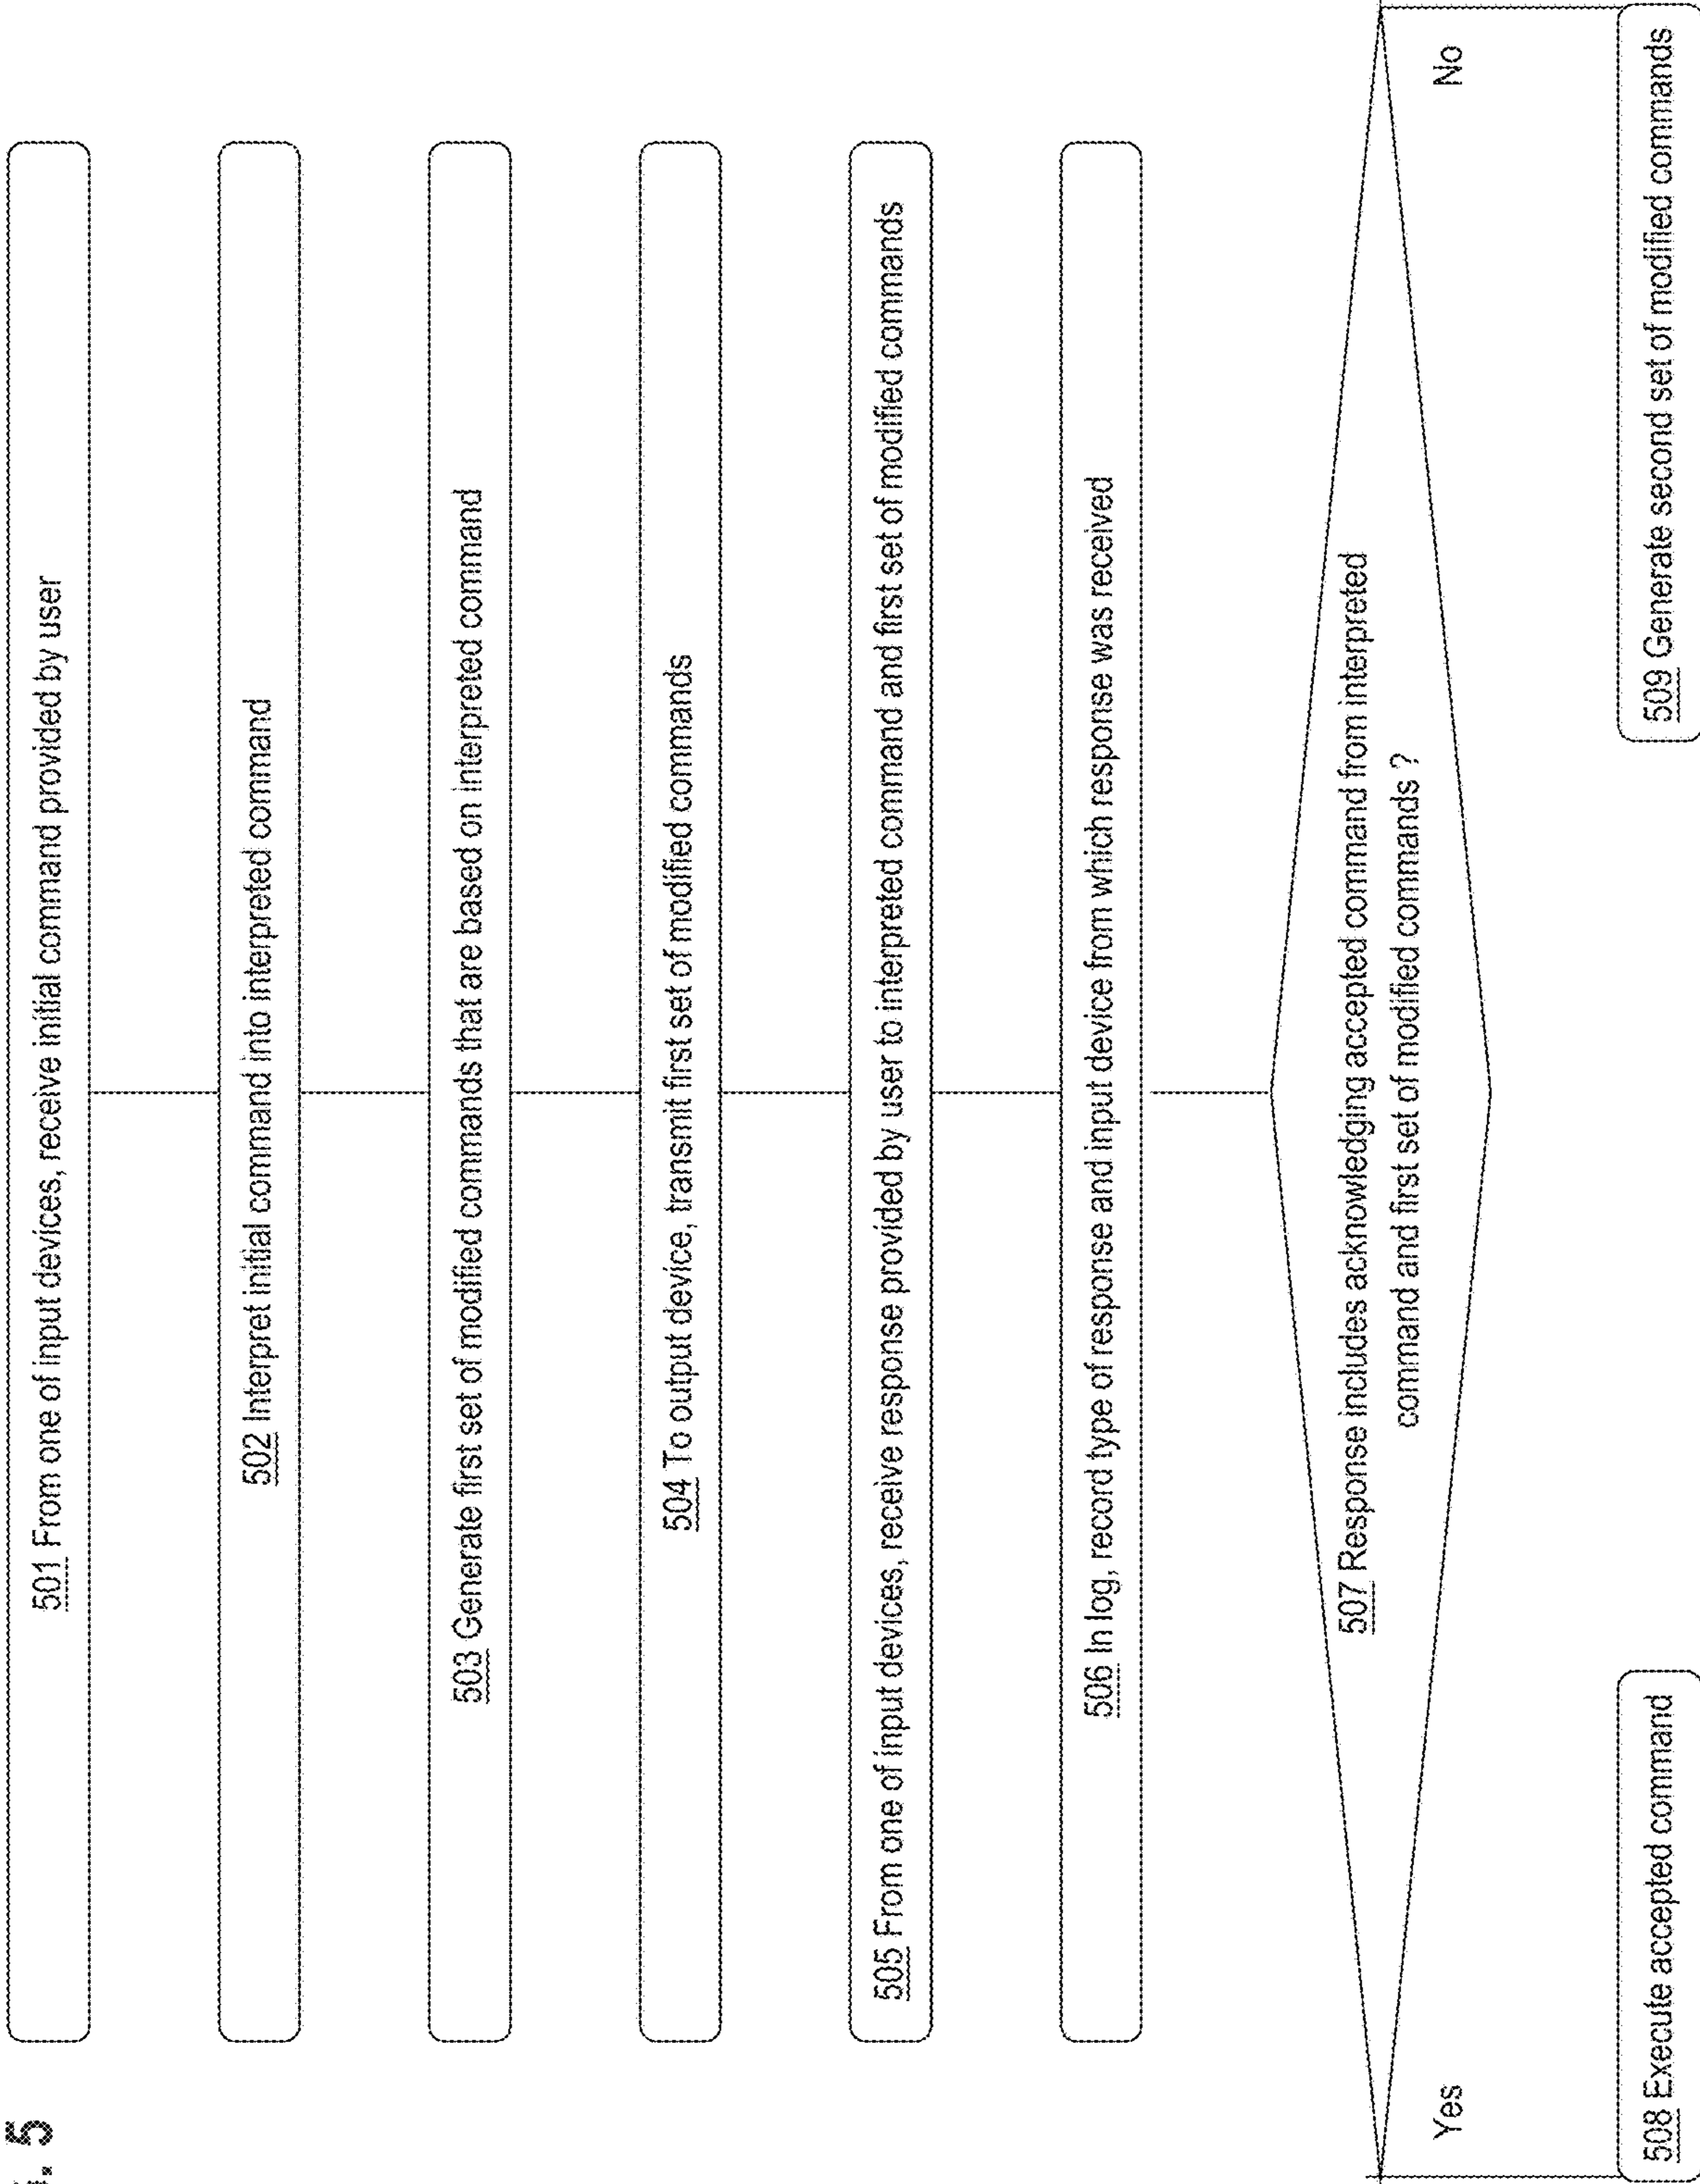 . 5
501 From one of input devices, receive initial command provided by user
502 Interpret initial command into interpreted command
503 Generate first set of modified commands that are based on interpreted command
504 To output device, transmit first set of modified commands
505 From one of input devices, receive response provided by user to interpreted command and first set of modified commands
506 In log, record type of response and input device from which response was received
507 Response includes acknowledging accepted command from interpreted
command and first set of modified commands ?
Yes
No
508 Execute accepted command
509 Generate second set of modified commands